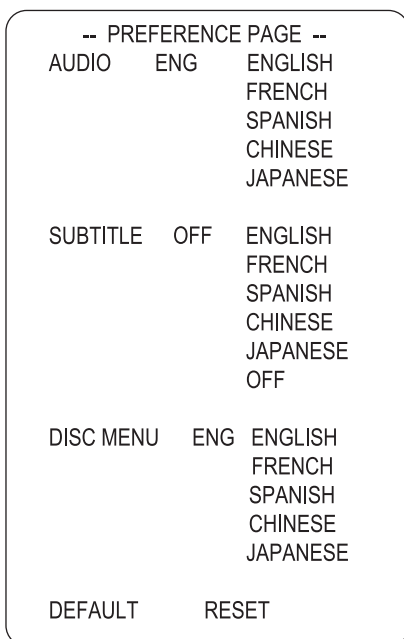 -- PREFERENCE PAGE --
AUDIO ENG ENGLISH
FRENCH
SPANISH
CHINESE
JAPANESE
SUBTITLE OFF ENGLISH
FRENCH
SPANISH
CHINESE
JAPANESE
OFF
DISC MENU ENG ENGLISH
FRENCH
SPANISH
CHINESE
JAPANESE
DEFAULT RESET